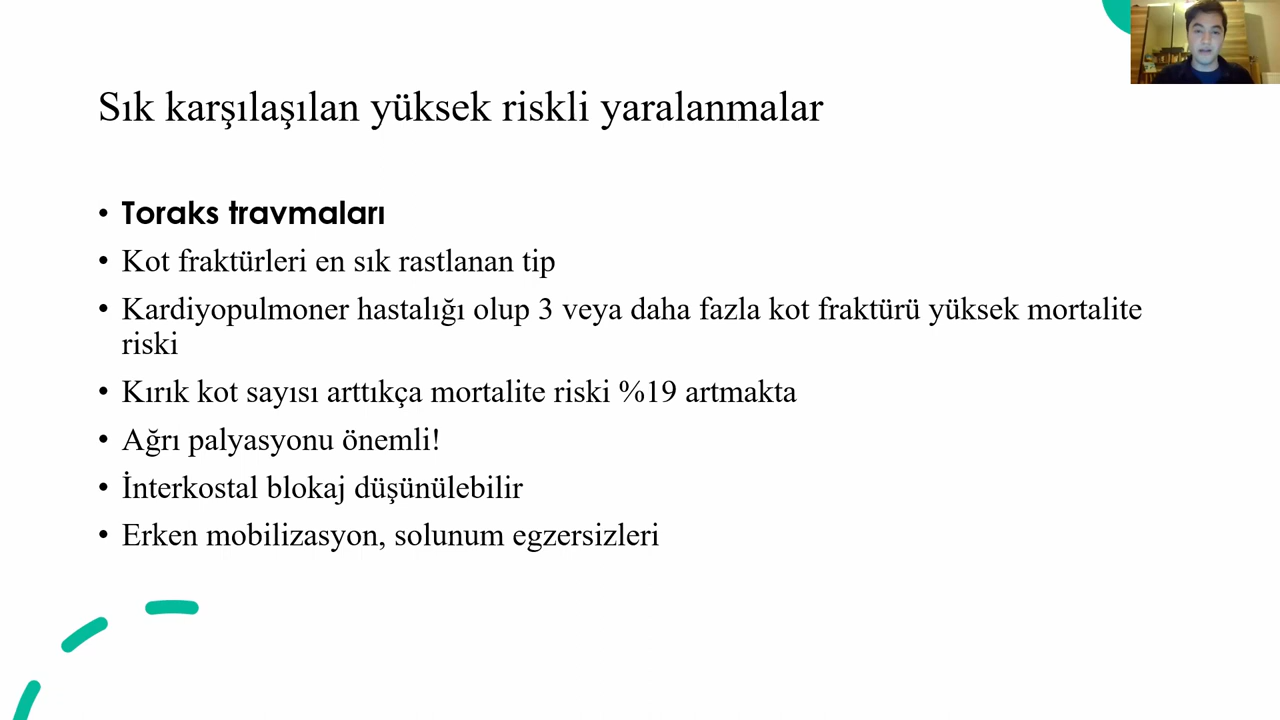 Sık karşılaşılan yüksek riskli yaralanmalar
• Toraks travmaları
• Kot fraktürleri en sık rastlanan tip
• Kardiyopulmoner hastalığı olup 3 veya daha fazla kot fraktürü yüksek mortalite
riski
• Kırık kot sayısı arttıkça mortalite riski %19 artmakta
• Ağrı palyasyonu önemli!
• İnterkostal blokaj düşünülebilir
• Erken mobilizasyon, solunum egzersizleri